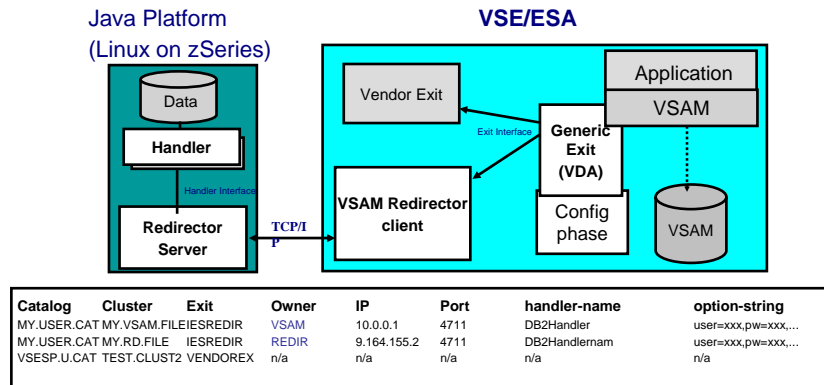 Java Platform
(Linux on zSeries)
VSE/ESA
Data
Handler
Handler Interface
Redirector
Server
TCP/I
P
Vendor Exit
Exit Interface
VSAM Redirector
client
Generic
Exit
(VDA)
Config
phase
Application
VSAM
VSAM
Catalog Cluster Exit Owner IP Port handler-name option-string
MY.USER.CAT MY.VSAM.FILE IESREDIR VSAM 10.0.0.1 4711 DB2Handler user=xxx,pw=xxx,...
MY.USER.CAT MY.RD.FILE IESREDIR REDIR 9.164.155.2 4711 DB2Handlernam user=xxx,pw=xxx,...
VSESP.U.CAT TEST.CLUST2 VENDOREX n/a n/a n/a n/a n/a